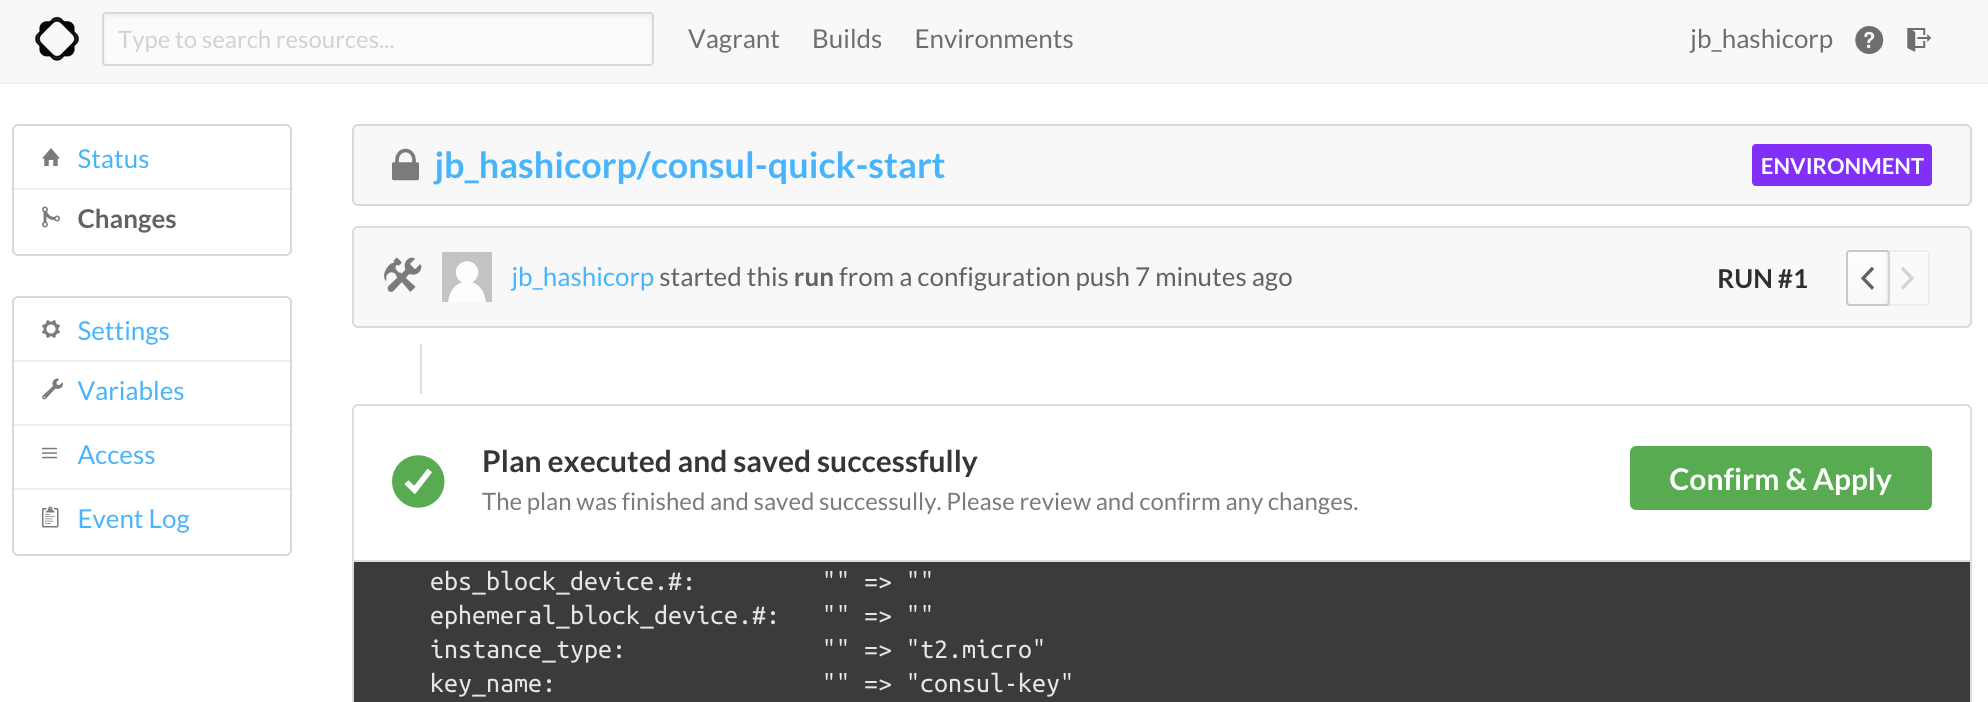 Type to search resources...
Vagrant Builds Environments
jb_hashicorp ?
Status
Changes
Settings
Variables
Access
Event Log
jb_hashicorp/consul-quick-start
ENVIRONMENT
jb_hashicorp started this run from a configuration push 7 minutes ago
RUN #1
Plan executed and saved successfully
The plan was finished and saved successully. Please review and confirm any changes.
Confirm & Apply
ebs_block_device.#: "" => ""
ephemeral_block_device.#: "" => ""
instance_type: "" => "t2.micro"
key_name: "" => "consul-key"